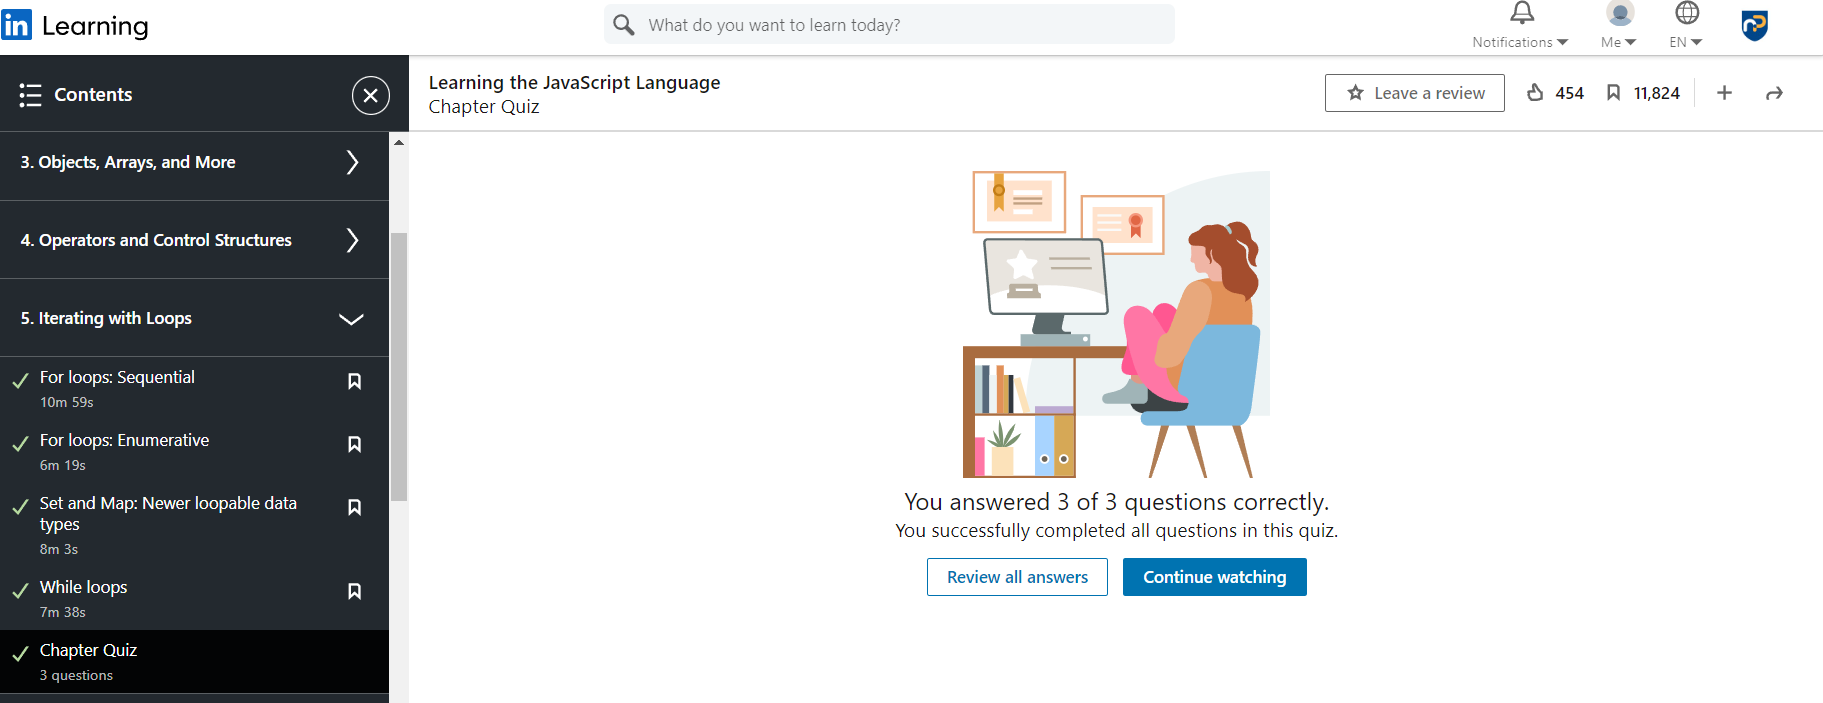 in Learning
What do you want to learn today?
Notifications
Me
EN
Contents
Learning the JavaScript Language
Chapter Quiz
Leave a review
454
11,824
3. Objects, Arrays, and More
4. Operators and Control Structures
5. Iterating with Loops
For loops: Sequential
10m 59s
For loops: Enumerative
6m 19s
Set and Map: Newer loopable data
types
8m 3s
While loops
7m 38s
Chapter Quiz
3 questions
You answered 3 of 3 questions correctly.
You successfully completed all questions in this quiz.
Review all answers
Continue watching